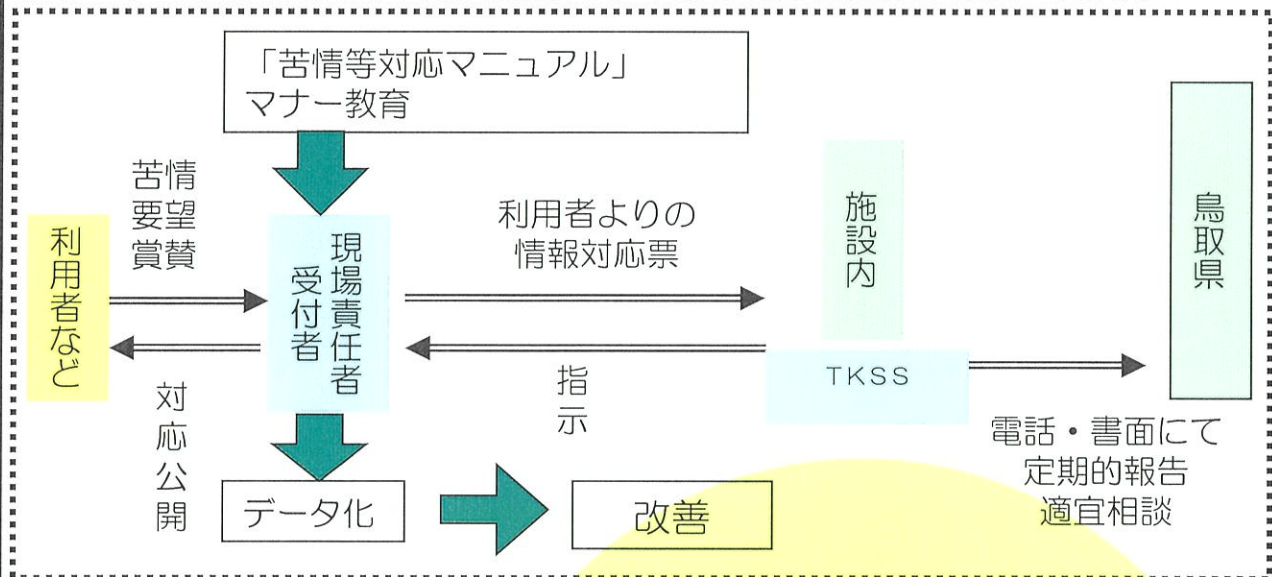 「苦情等対応マニュアル」
マナー教育
苦情
要望
賞賛
利用者など
現場責任者
受付者
利用者よりの
情報対応票
施設内
鳥取県
TKSS
指示
対応公開
電話・書面にて
定期的報告
適宜相談
データ化
改善